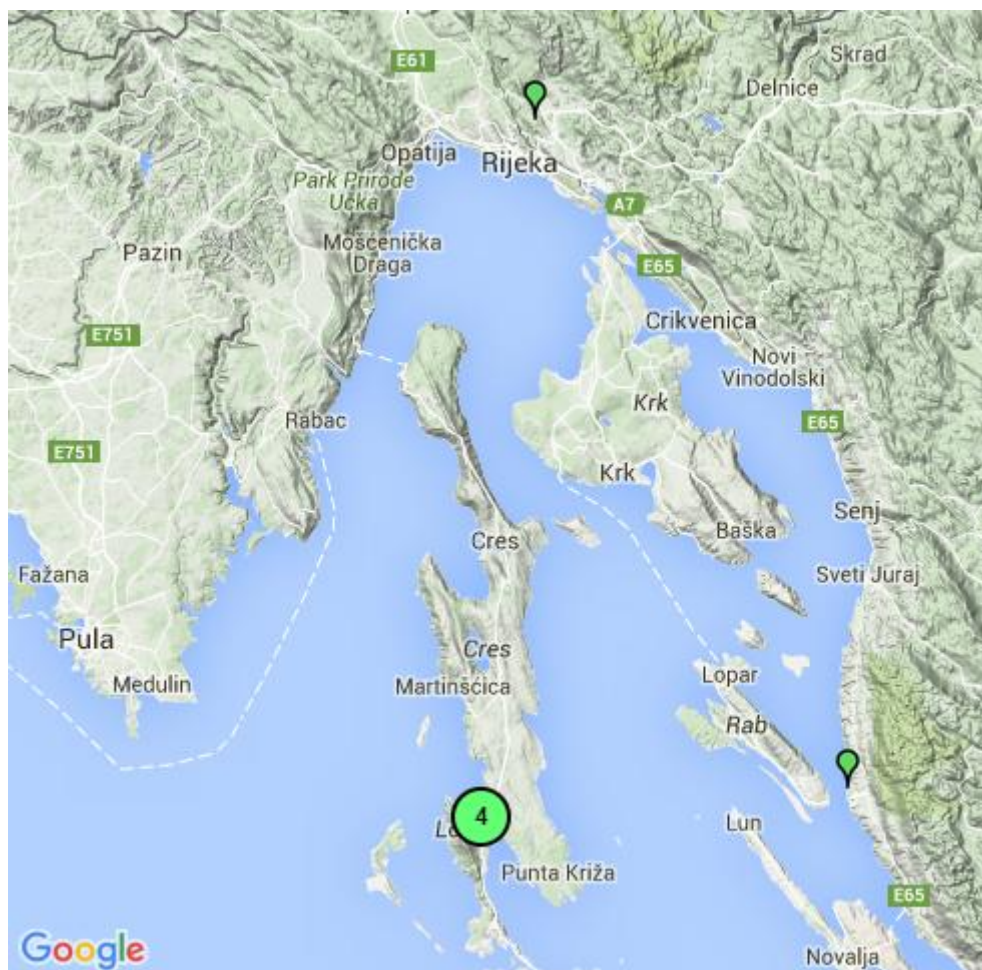 Skrad
E61
Delnice
Opatija
Rijeka
Park Prirode
Učka
A7
Mošćenička
Draga
Pazin
E65
Crikvenica
E751
Novi
Vinodolski
Krk
Rabac
E65
E751
Krk
Senj
Baška
Cres
Fažana
Sveti Juraj
Pula
Cres
Medulin
Martinšćica
Lopar
Rab
4
Lun
Punta Križa
E65
Google
Novalja